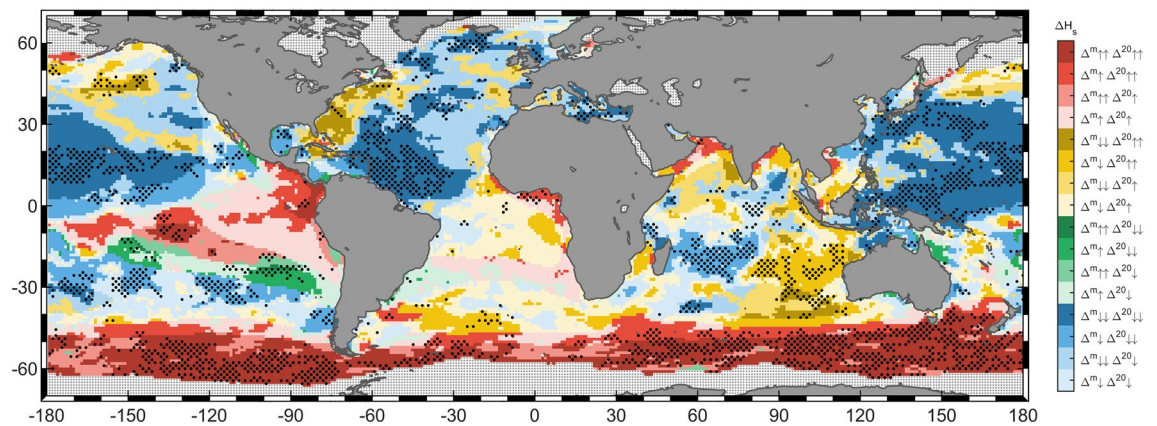 ΔHₛ
60
30
0
-30
-60
-180 -150 -120 -90 -60 -30 0 30 60 90 120 150 180
Δᵐ↑↑ Δ²⁰↑↑
Δᵐ↑ Δ²⁰↑↑
Δᵐ↑↑ Δ²⁰↑
Δᵐ↑ Δ²⁰↑
Δᵐ↓↓ Δ²⁰↑↑
Δᵐ↓ Δ²⁰↑↑
Δᵐ↓↓ Δ²⁰↑
Δᵐ↓ Δ²⁰↑
Δᵐ↑↑ Δ²⁰↓↓
Δᵐ↑ Δ²⁰↓↓
Δᵐ↑↑ Δ²⁰↓
Δᵐ↑ Δ²⁰↓
Δᵐ↓↓ Δ²⁰↓↓
Δᵐ↓ Δ²⁰↓↓
Δᵐ↓↓ Δ²⁰↓
Δᵐ↓ Δ²⁰↓